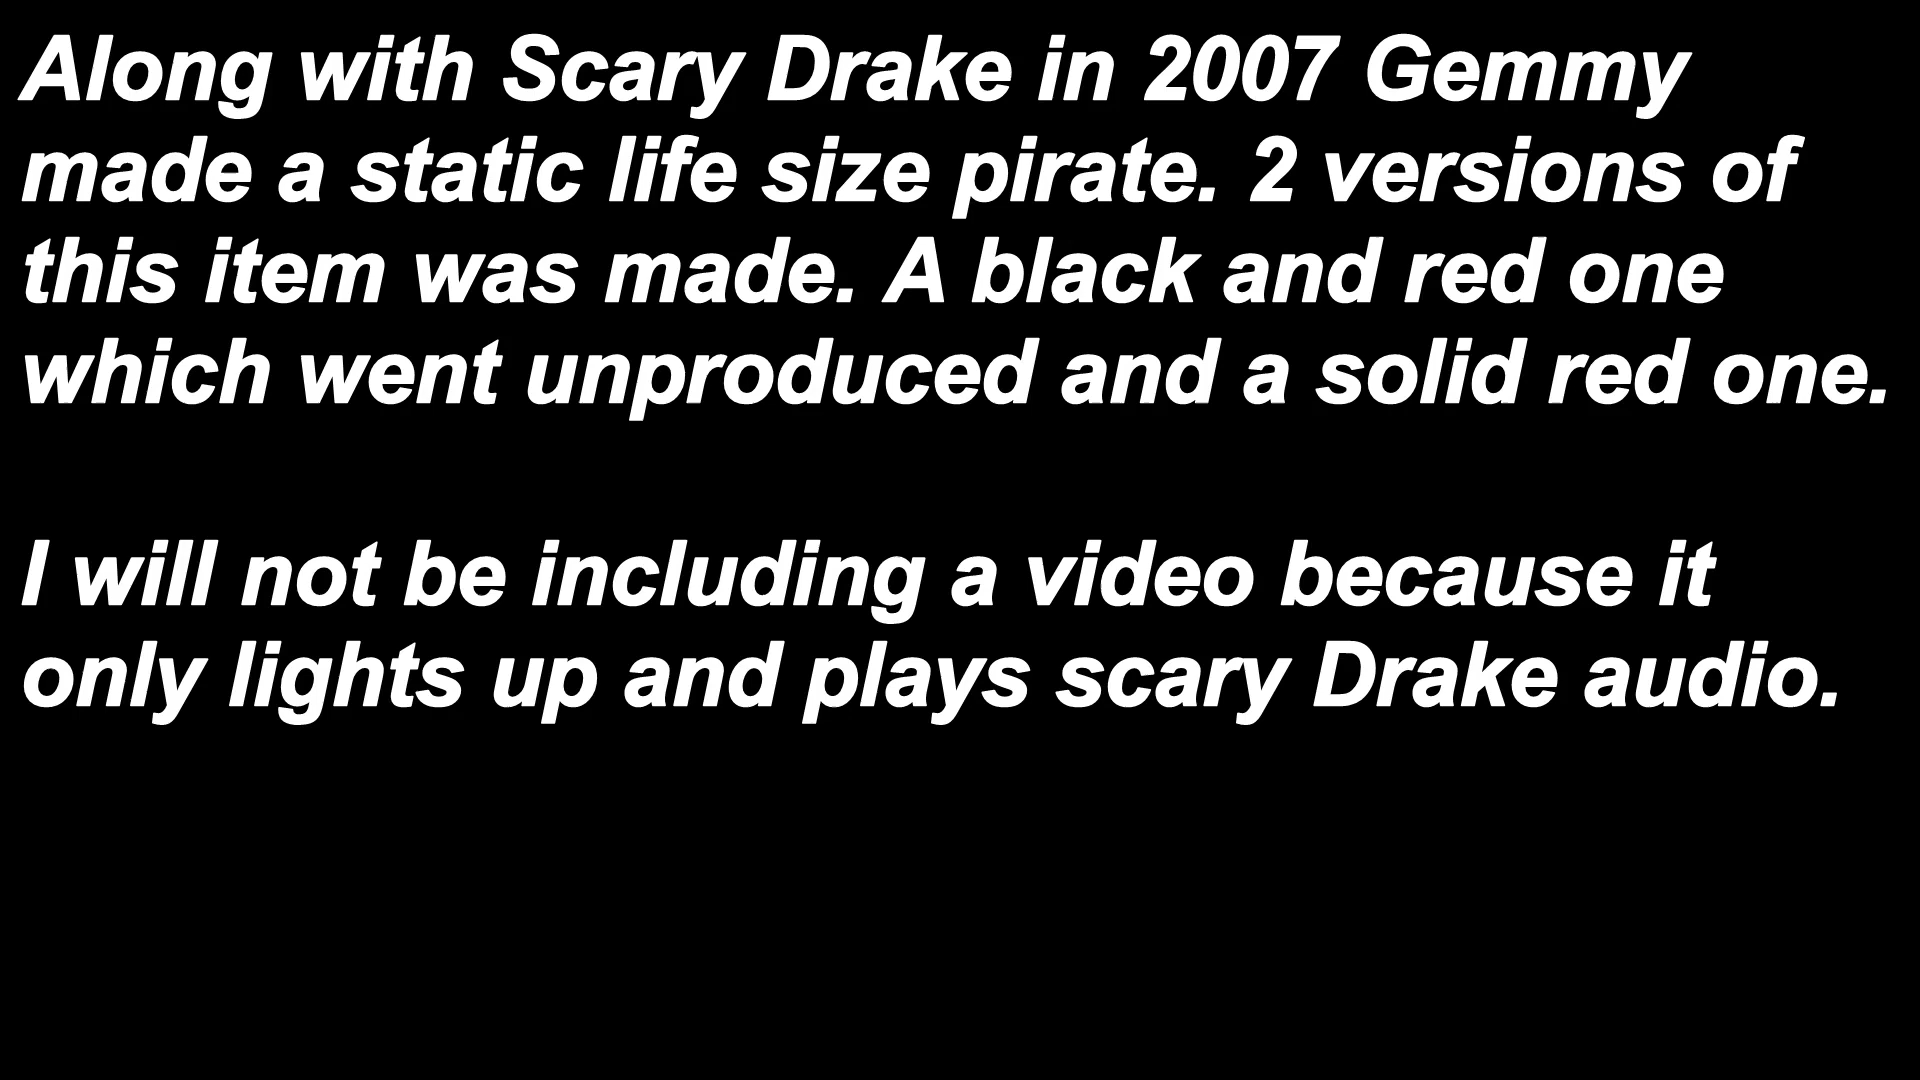 Along with Scary Drake in 2007 Gemmy
made a static life size pirate. 2 versions of
this item was made. A black and red one
which went unproduced and a solid red one.
I will not be including a video because it
only lights up and plays scary Drake audio.